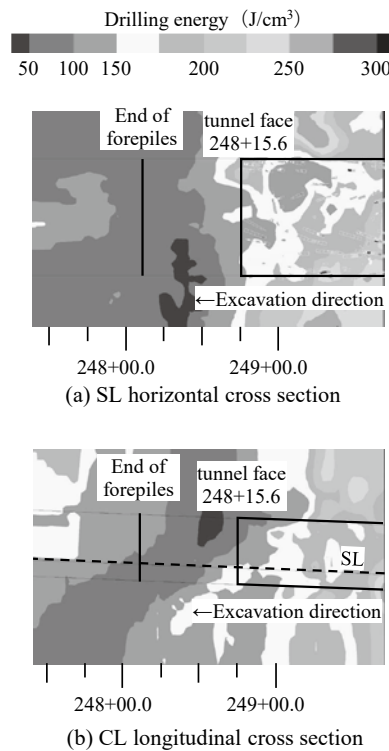 Drilling energy (J/cm³)
50 100 150 200 250 300
End of
forepiles
tunnel face
248+15.6
←Excavation direction
248+00.0 249+00.0
(a) SL horizontal cross section
End of
forepiles
tunnel face
248+15.6
SL
←Excavation direction
248+00.0 249+00.0
(b) CL longitudinal cross section